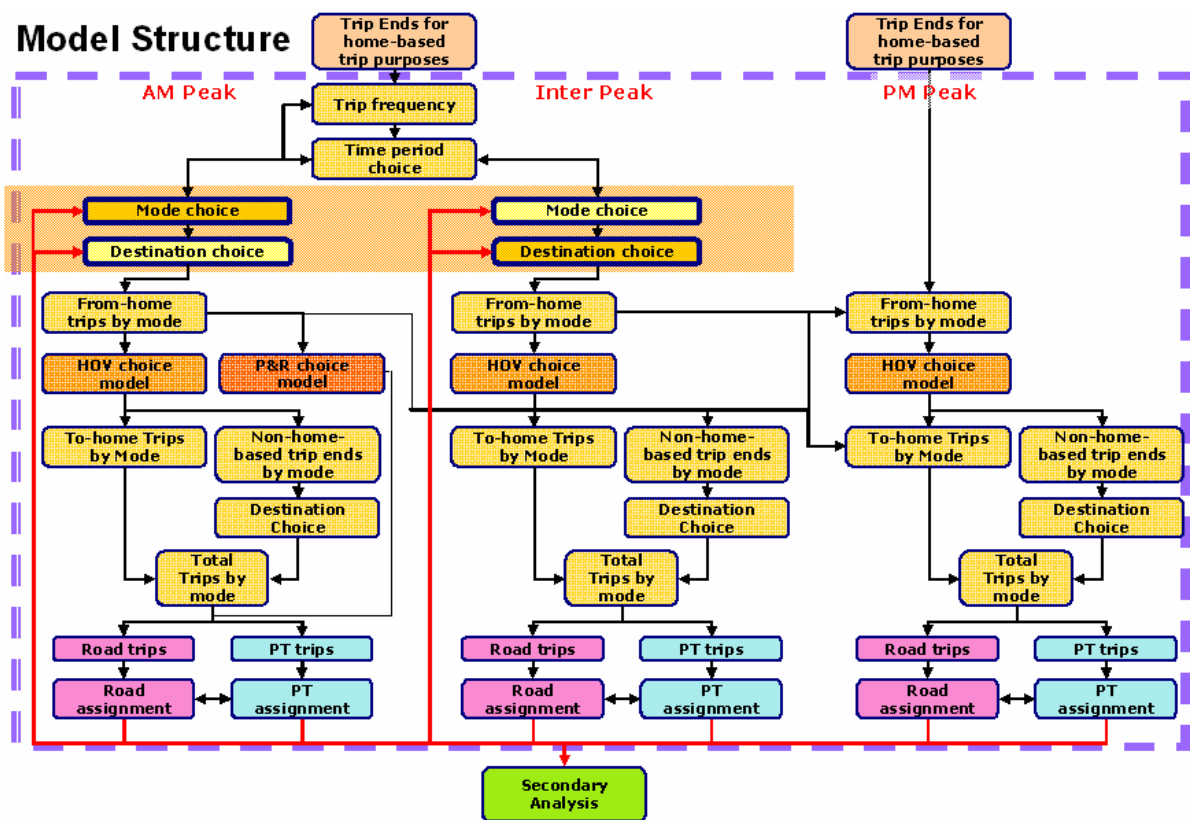 Model Structure
Trip Ends for
home-based
trip purposes
Trip Ends for
home-based
trip purposes
AM Peak
Inter Peak
PM Peak
Trip frequency
Time period
choice
Mode choice
Mode choice
Destination choice
Destination choice
From-home
trips by mode
From-home
trips by mode
From-home
trips by mode
HOV choice
model
P&R choice
model
HOV choice
model
HOV choice
model
To-home Trips
by Mode
Non-home-
based trip ends
by mode
To-home Trips
by Mode
Non-home-
based trip ends
by mode
To-home Trips
by Mode
Non-home-
based trip ends
by mode
Destination
Choice
Destination
Choice
Destination
Choice
Total
Trips by
mode
Total
Trips by
mode
Total
Trips by
mode
Road trips
PT trips
Road trips
PT trips
Road trips
PT trips
Road
assignment
PT
assignment
Road
assignment
PT
assignment
Road
assignment
PT
assignment
Secondary
Analysis